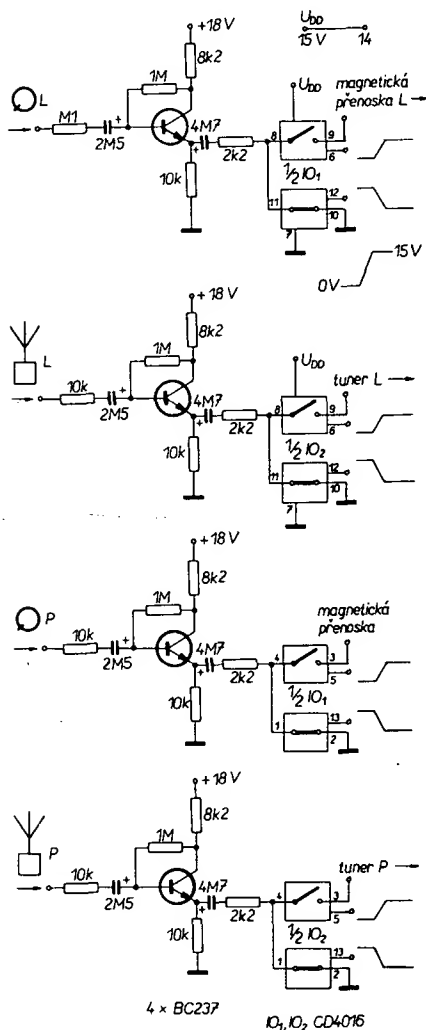 +18 V
U_DD
15 V 14
8k2
1M
U_DD
magnetická
přenoska L
L
M1
2M5
+
4M7
+
2k2
8
9
6
½ IO₁
10k
11
12
10
7
15 V
0V
+18 V
8k2
1M
U_DD
L
tuner L
10k
2M5
+
4M7
+
2k2
8
9
6
½ IO₂
10k
11
12
10
7
+18 V
8k2
1M
magnetická
přenoska
P
10k
2M5
+
4M7
+
2k2
4
3
5
½ IO₁
10k
1
13
2
+18 V
8k2
1M
P
tuner P
10k
2M5
+
4M7
+
2k2
4
3
5
½ IO₂
10k
1
13
2
4 × BC237
IO₁, IO₂ CD4016